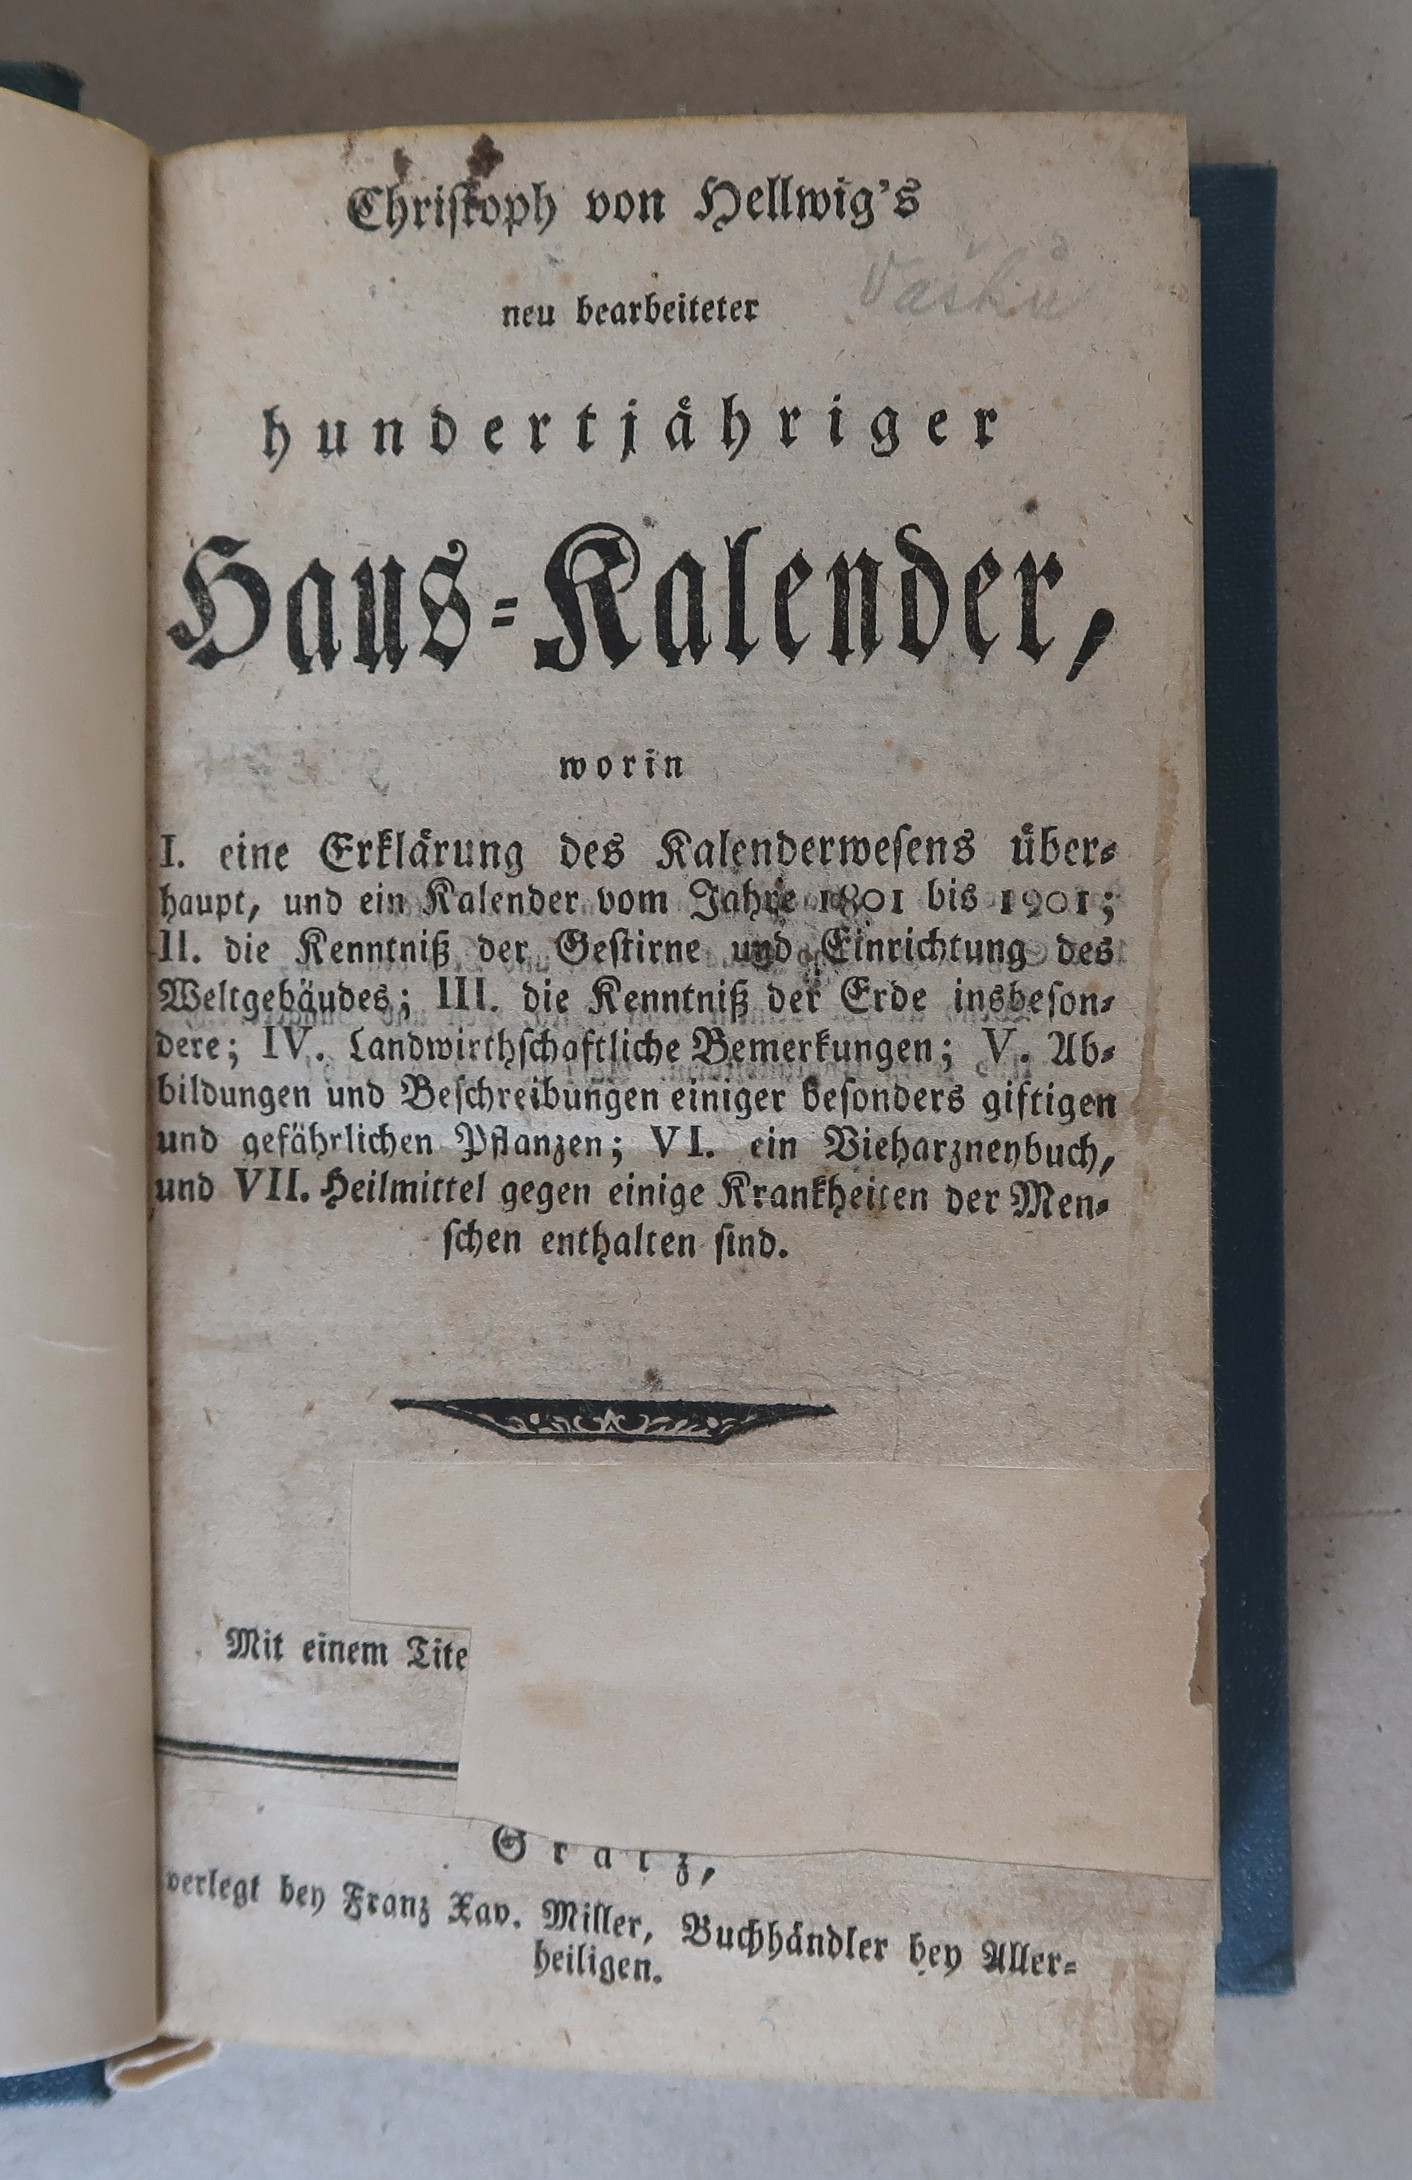 Christoph von Hellwig's
neu bearbeiteter
hundertjähriger
Haus-Kalender,
worin
I. eine Erklärung des Kalenderwesens über-
haupt, und ein Kalender vom Jahre 1801 bis 1901;
II. die Kenntniß der Gestirne und Einrichtung des
Weltgebäudes; III. die Kenntniß der Erde insbeson-
dere; IV. Landwirthschaftliche Bemerkungen; V. Ab-
bildungen und Beschreibungen einiger besonders giftigen
und gefährlichen Pflanzen; VI. ein Vieharzneybuch,
und VII. Heilmittel gegen einige Krankheiten der Men-
schen enthalten sind.
Mit einem Tite
Gratz,
verlegt bey Franz Xav. Miller, Buchhändler bey Aller-
heiligen.